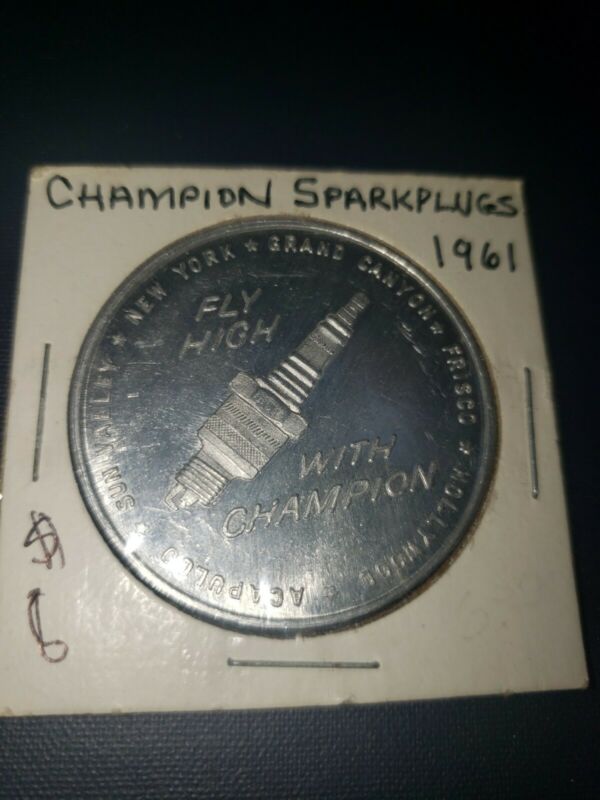 CHAMPION SPARKPLUGS
1961
NEW YORK ★ GRAND CANYON ★ FRISCO ★ HOLLYWOOD ★ ACAPULCO ★ SUN VALLEY ★
FLY
HIGH
WITH
CHAMPION
$
6